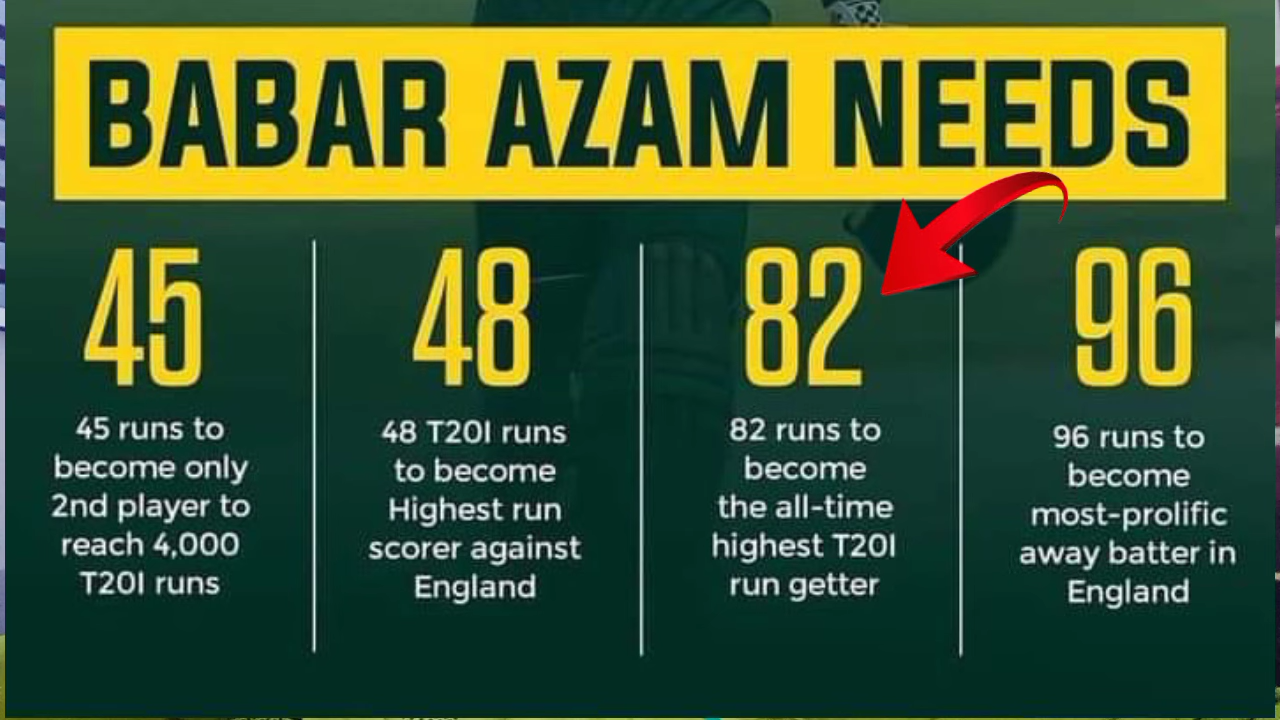 BABAR AZAM NEEDS
45
45 runs to
become only
2nd player to
reach 4,000
T20I runs
48
48 T20I runs
to become
Highest run
scorer against
England
82
82 runs to
become
the all-time
highest T20I
run getter
96
96 runs to
become
most-prolific
away batter in
England